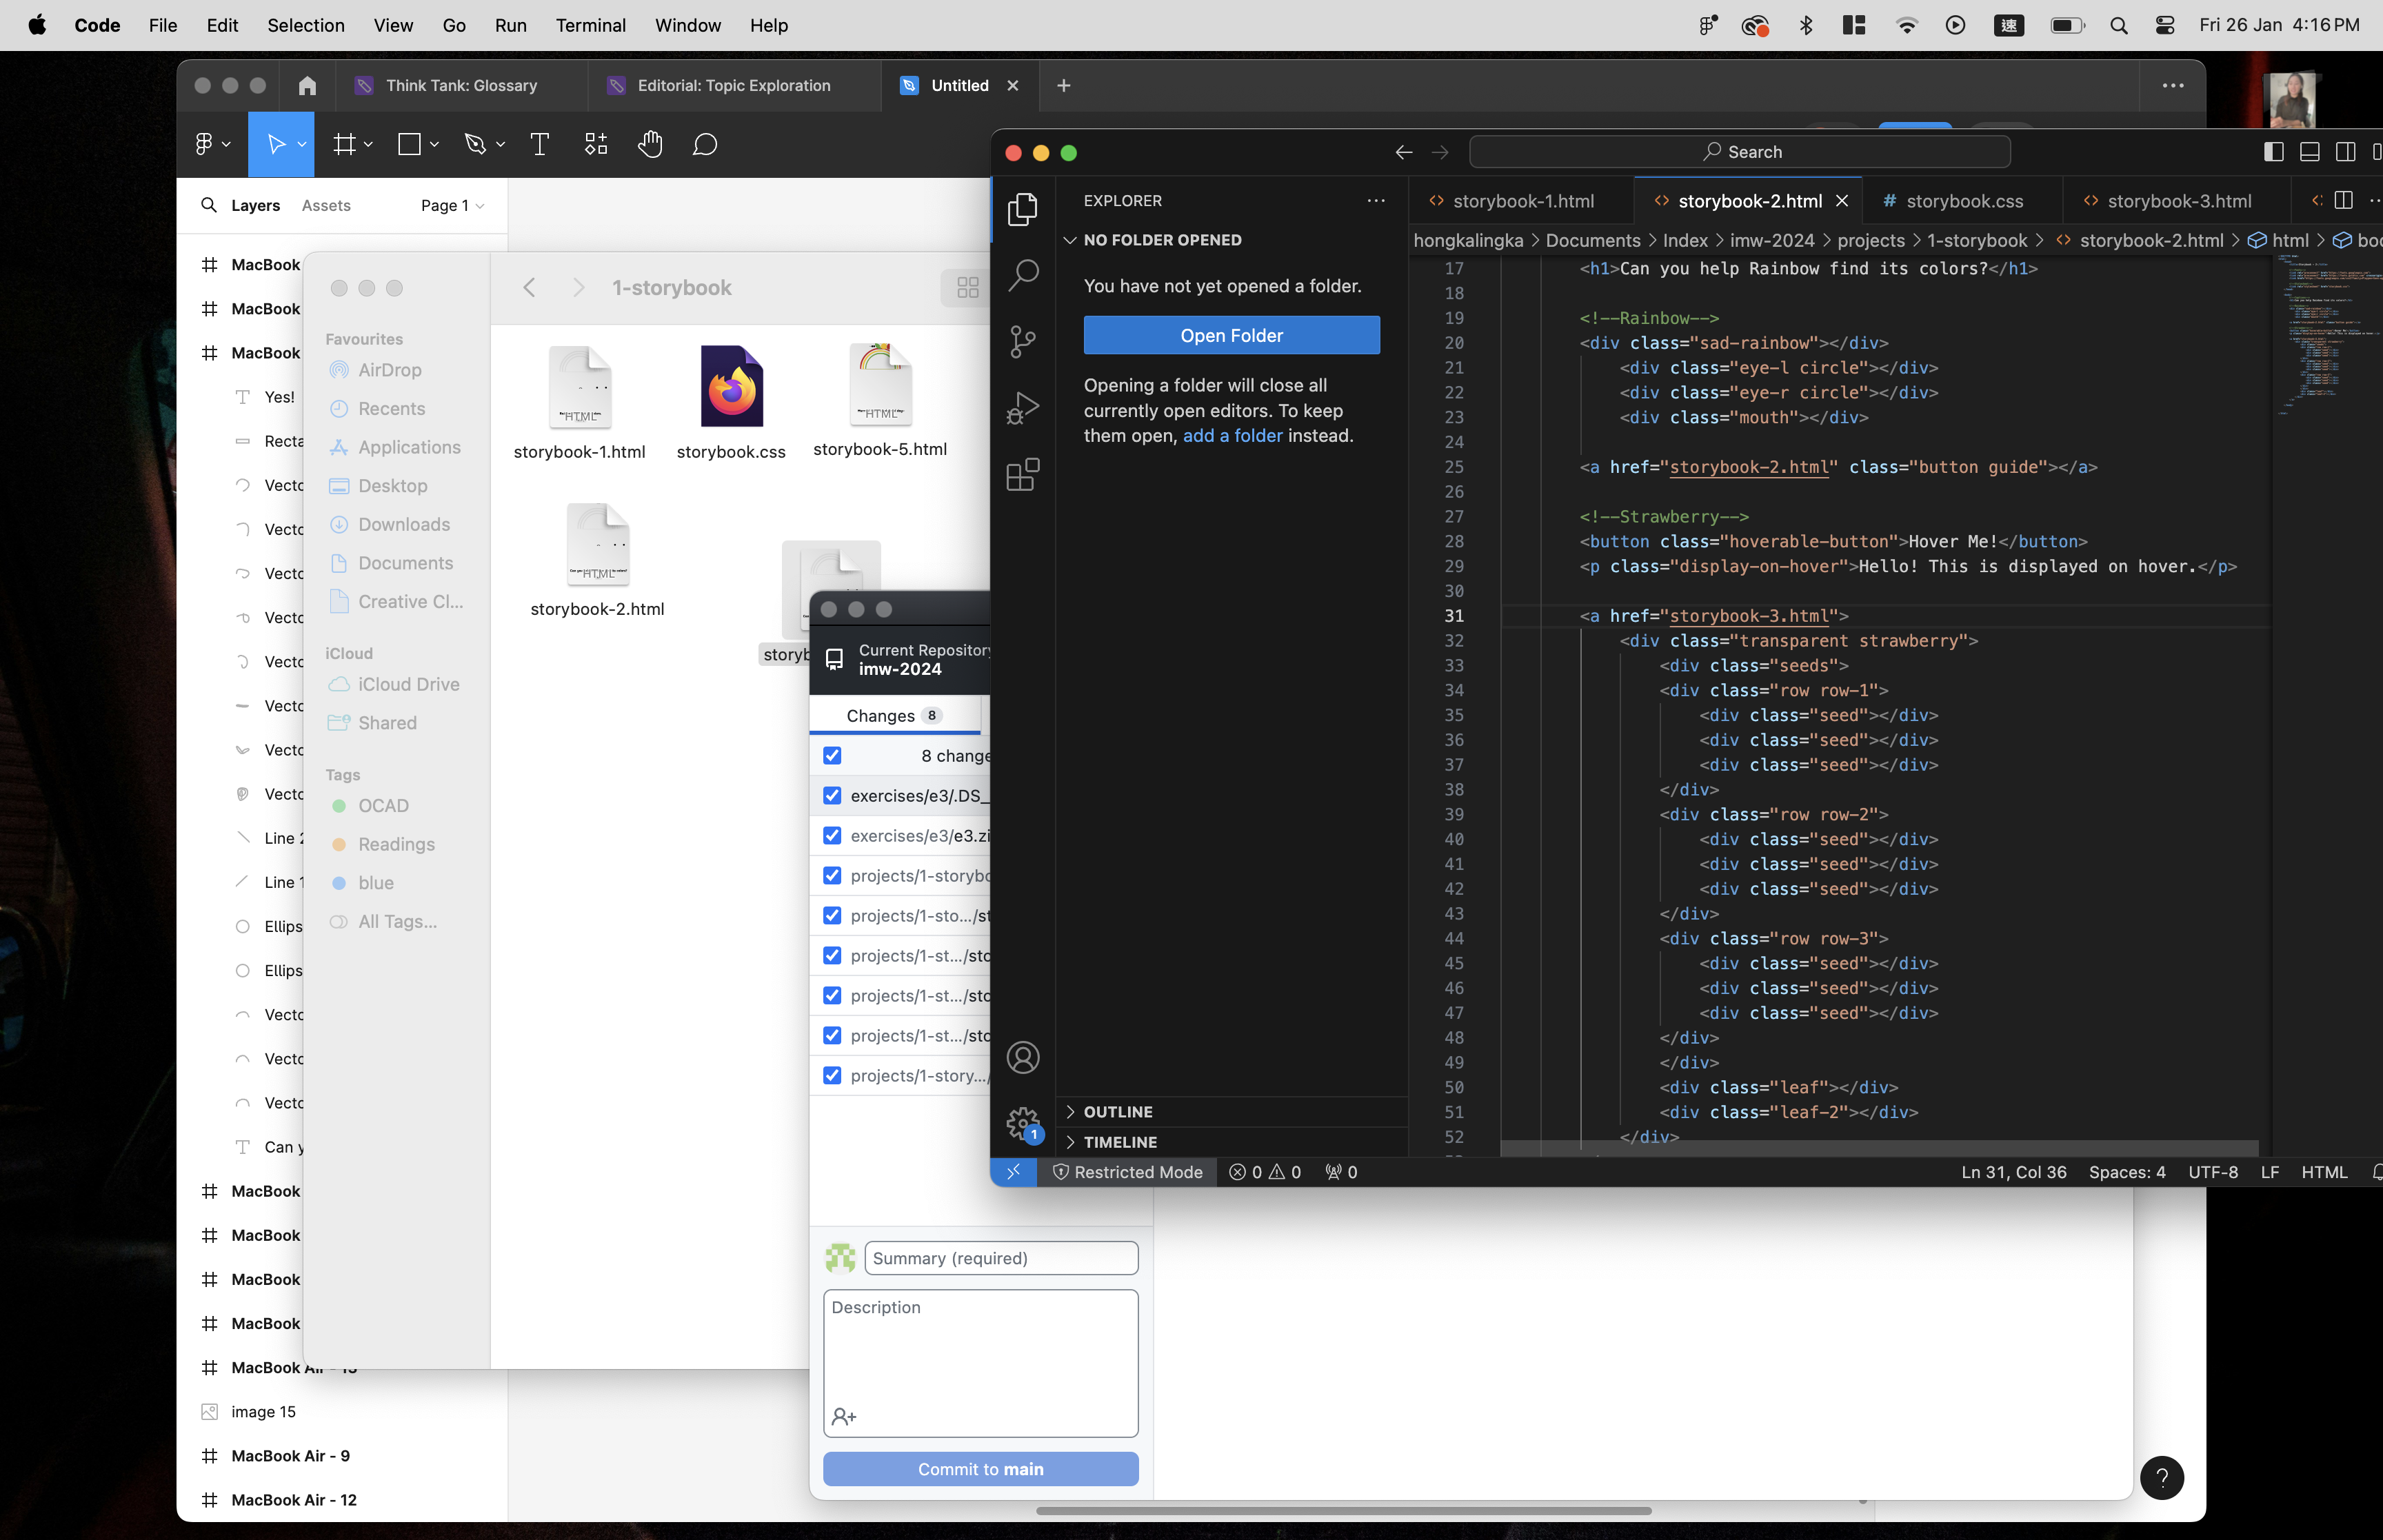 Code File Edit Selection View Go Run Terminal Window Help
速 Fri 26 Jan 4:16 PM
Think Tank: Glossary
Editorial: Topic Exploration
Untitled
Layers Assets Page 1
MacBook
MacBook
MacBook
Yes!
Recta
Vecto
Vecto
Vecto
Vecto
Vecto
Vecto
Vecto
Vecto
Line 2
Line 1
Ellips
Ellips
Vecto
Vecto
Vecto
Can y
MacBook
MacBook
MacBook
MacBook
MacBook Air - 13
image 15
MacBook Air - 9
MacBook Air - 12
1-storybook
Favourites
AirDrop
Recents
Applications
Desktop
Downloads
Documents
Creative Cl...
iCloud
iCloud Drive
Shared
Tags
OCAD
Readings
blue
All Tags...
HTML
storybook-1.html
storybook.css
HTML
storybook-5.html
HTML
storybook-2.html
storyb
Current Repository
imw-2024
Changes 8
8 change
exercises/e3/.DS_
exercises/e3/e3.zi
projects/1-storybo
projects/1-sto.../st
projects/1-st.../sto
projects/1-st.../sto
projects/1-st.../sto
projects/1-story.../
Summary (required)
Description
Commit to main
?
Search
EXPLORER
NO FOLDER OPENED
You have not yet opened a folder.
Open Folder
Opening a folder will close all
currently open editors. To keep
them open, add a folder instead.
OUTLINE
TIMELINE
1
storybook-1.html
storybook-2.html
# storybook.css
storybook-3.html
hongkalingka > Documents > Index > imw-2024 > projects > 1-storybook > storybook-2.html > html > boo
17 <h1>Can you help Rainbow find its colors?</h1>
18
19 <!--Rainbow-->
20 <div class="sad-rainbow"></div>
21 <div class="eye-l circle"></div>
22 <div class="eye-r circle"></div>
23 <div class="mouth"></div>
24
25 <a href="storybook-2.html" class="button guide"></a>
26
27 <!--Strawberry-->
28 <button class="hoverable-button">Hover Me!</button>
29 <p class="display-on-hover">Hello! This is displayed on hover.</p>
30
31 <a href="storybook-3.html">
32 <div class="transparent strawberry">
33 <div class="seeds">
34 <div class="row row-1">
35 <div class="seed"></div>
36 <div class="seed"></div>
37 <div class="seed"></div>
38 </div>
39 <div class="row row-2">
40 <div class="seed"></div>
41 <div class="seed"></div>
42 <div class="seed"></div>
43 </div>
44 <div class="row row-3">
45 <div class="seed"></div>
46 <div class="seed"></div>
47 <div class="seed"></div>
48 </div>
49 </div>
50 <div class="leaf"></div>
51 <div class="leaf-2"></div>
52 </div>
Restricted Mode 0 0 0
Ln 31, Col 36 Spaces: 4 UTF-8 LF HTML